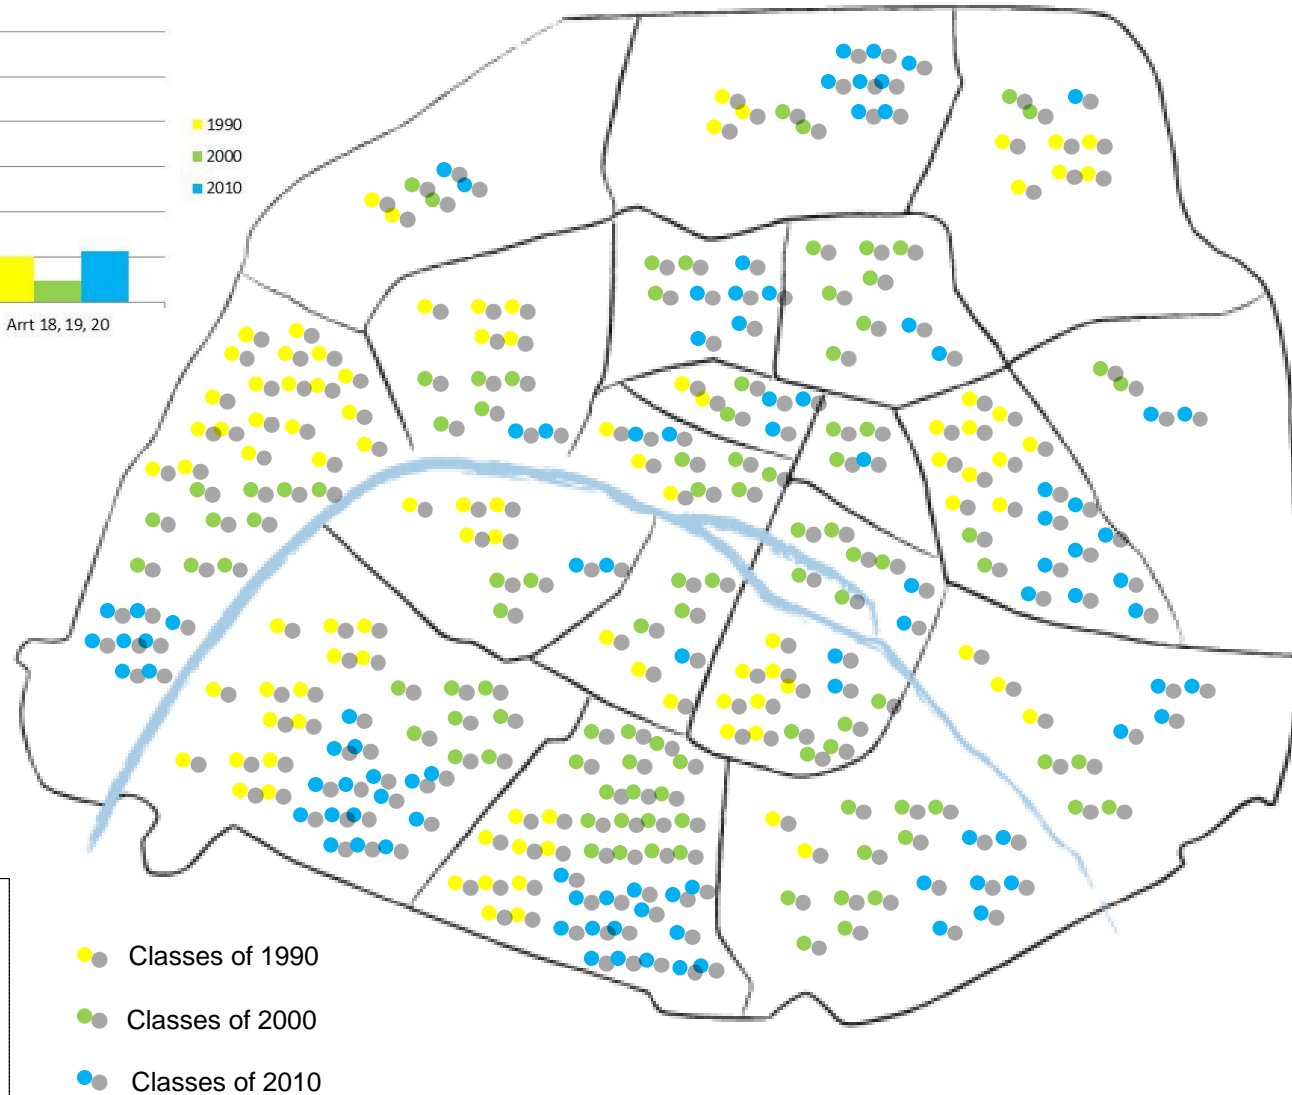 1990
2000
2010
Arrt 18, 19, 20
Classes of 1990
Classes of 2000
Classes of 2010